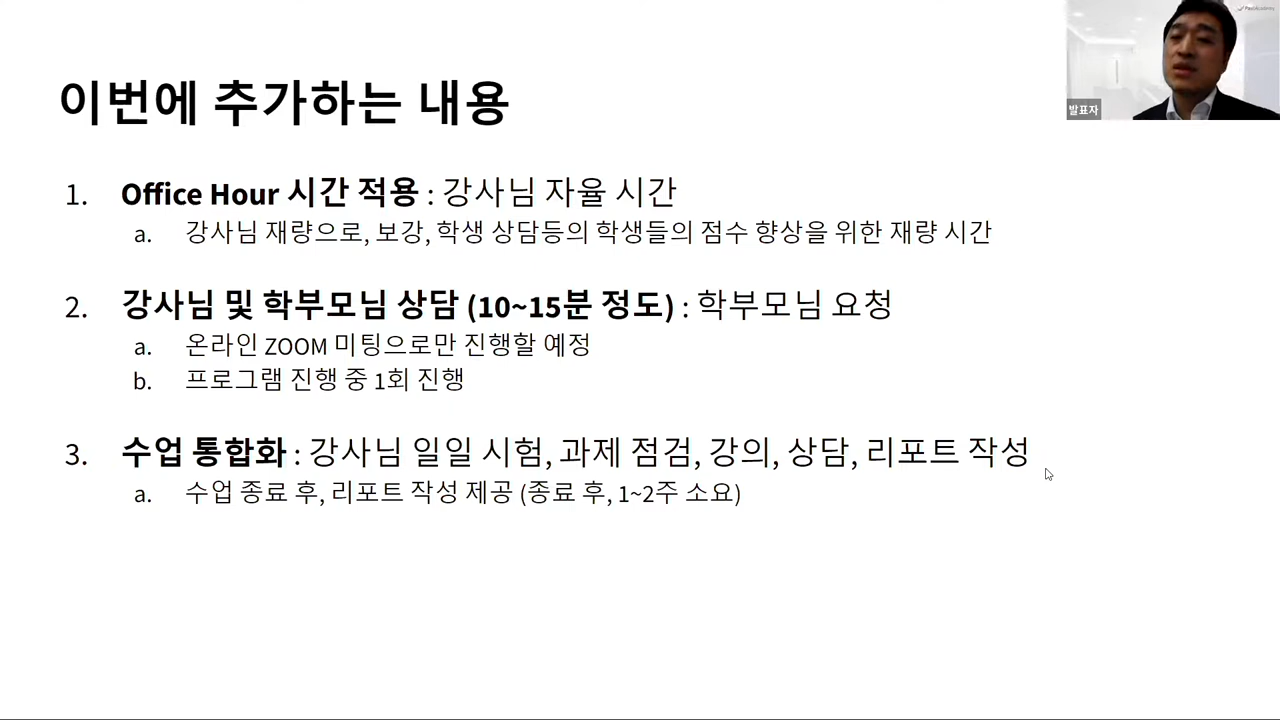 이번에 추가하는 내용
발표자
1. Office Hour 시간 적용 : 강사님 자율 시간
a. 강사님 재량으로, 보강, 학생 상담등의 학생들의 점수 향상을 위한 재량 시간
2. 강사님 및 학부모님 상담 (10~15분 정도) : 학부모님 요청
a. 온라인 ZOOM 미팅으로만 진행할 예정
b. 프로그램 진행 중 1회 진행
3. 수업 통합화 : 강사님 일일 시험, 과제 점검, 강의, 상담, 리포트 작성
a. 수업 종료 후, 리포트 작성 제공 (종료 후, 1~2주 소요)